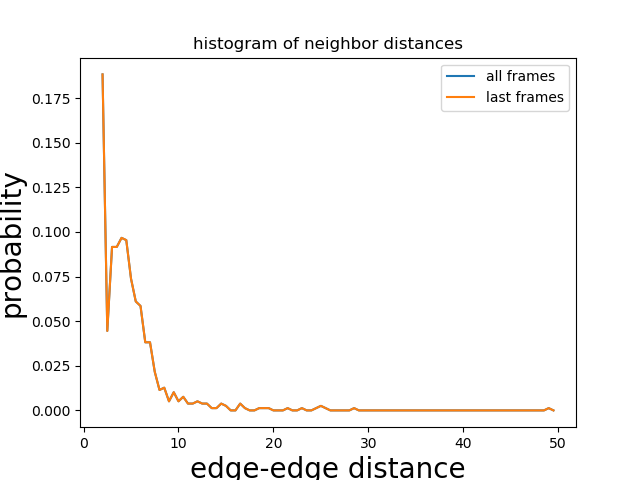 histogram of neighbor distances
all frames
last frames
0.175
0.150
0.125
0.100
0.075
0.050
0.025
0.000
probability
0
10
20
30
40
50
edge-edge distance